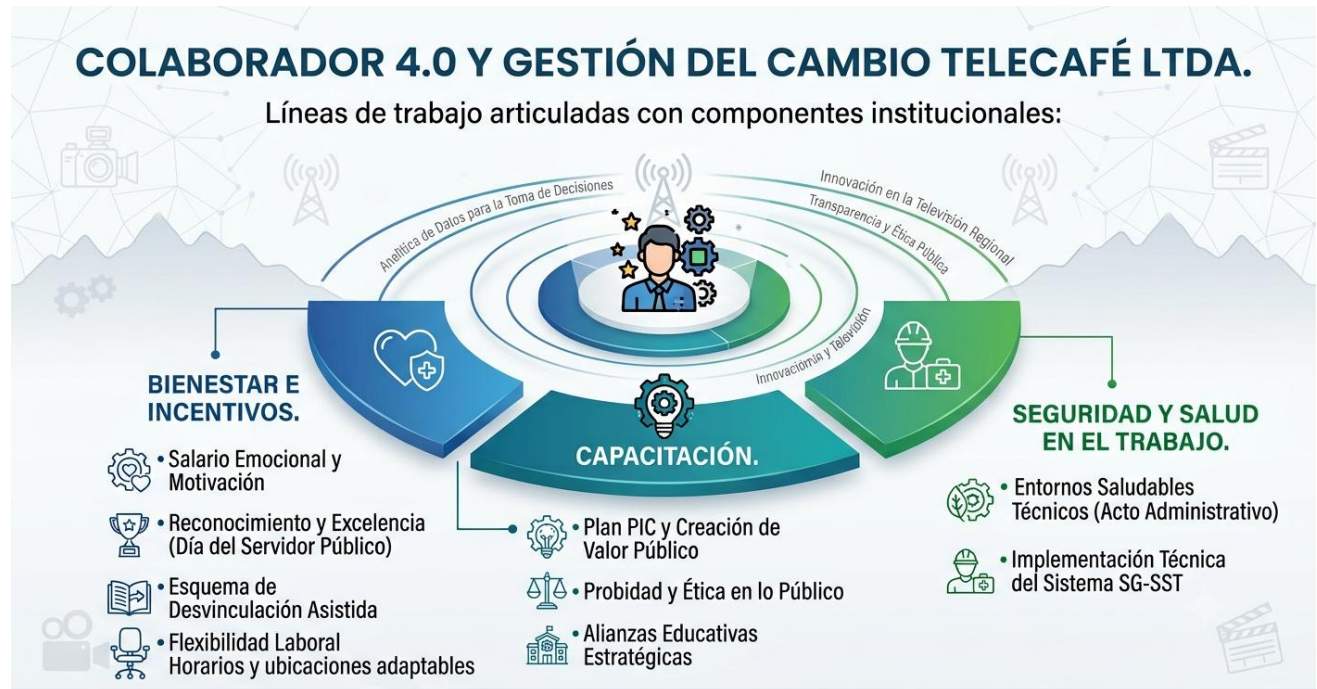 COLABORADOR 4.0 Y GESTIÓN DEL CAMBIO TELECAFÉ LTDA.
Líneas de trabajo articuladas con componentes institucionales:
Analítica de Datos para la Toma de Decisiones
Innovación en la Televisión Regional
Transparencia y Ética Pública
Innovaciómıa y Televisión
BIENESTAR E
INCENTIVOS.
• Salario Emocional y
Motivación
• Reconocimiento y Excelencia
(Día del Servidor Público)
• Esquema de
Desvinculación Asistida
• Flexibilidad Laboral
Horarios y ubicaciones adaptables
CAPACITACIÓN.
• Plan PIC y Creación de
Valor Público
• Probidad y Ética en lo Público
• Alianzas Educativas
Estratégicas
SEGURIDAD Y SALUD
EN EL TRABAJO.
• Entornos Saludables
Técnicos (Acto Administrativo)
• Implementación Técnica
del Sistema SG-SST